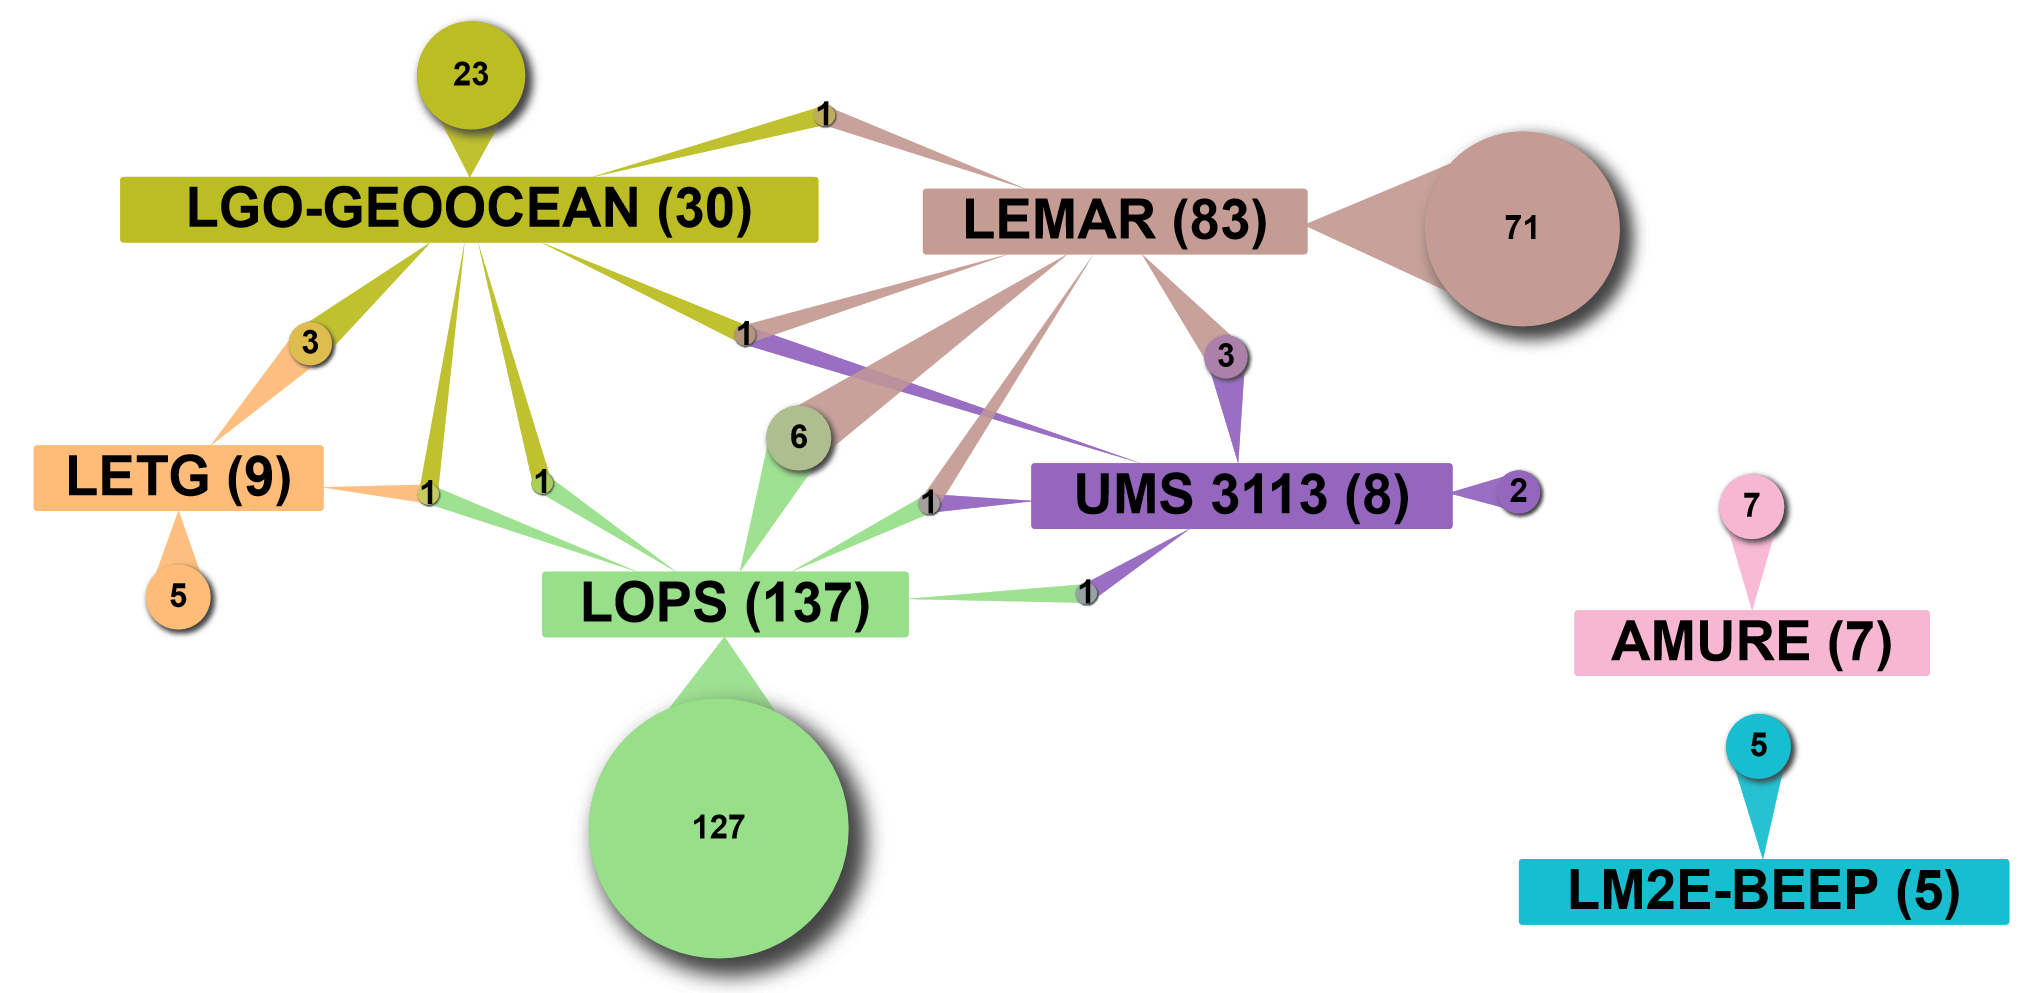 23
1
LGO-GEOOCEAN (30)
LEMAR (83)
71
3
1
3
6
LETG (9)
1
1
1
UMS 3113 (8)
2
7
5
LOPS (137)
1
AMURE (7)
127
5
LM2E-BEEP (5)